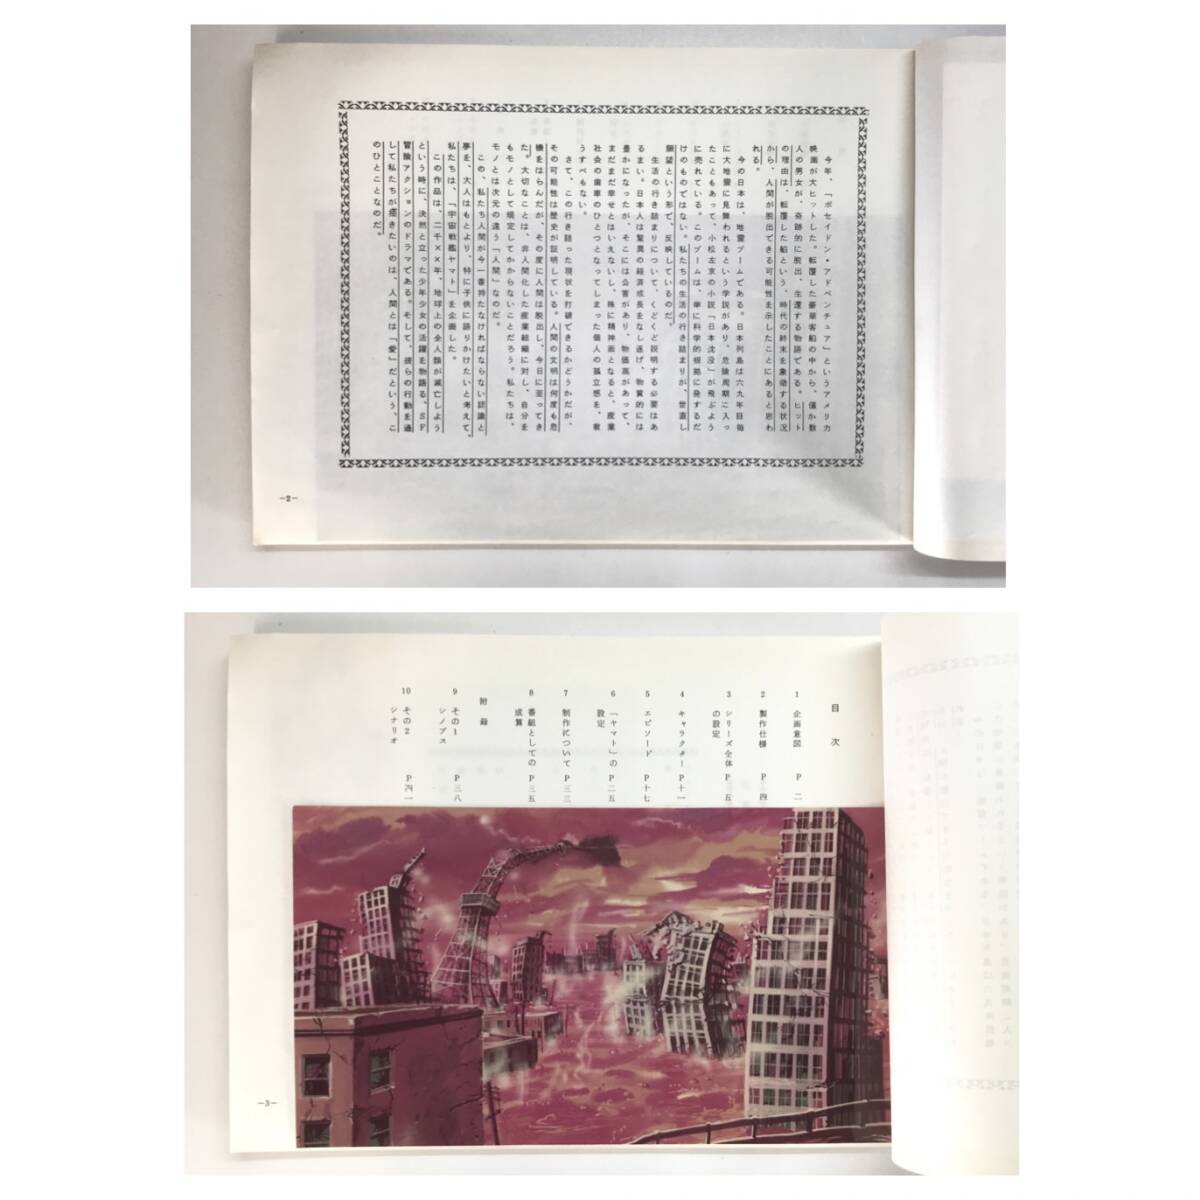 今年、「ポセイドン・アドベンチュア」というアメリカ
映画が大ヒットした。転覆した豪華客船の中から、僅か数
人の男女が、奇跡的に脱出、生還する物語である。ヒット
の理由は、転覆した船という、時代の終末を象徴する状況
から、人間が脱出できる可能性を示したことにあると思わ
れる。
今の日本は、地震ブームである。日本列島は六九年目毎
に大地震に見舞われるという学説があり、危険周期に入っ
たこともあって、小松左京の小説「日本沈没」が飛ぶよう
に売れている。このブームは、単に科学的根拠に発するだ
けのものではない。私たちの生活の行き詰まりが、世直し
願望という形で、反映しているのだ。
生活の行き詰まりについて、くどくど説明する必要はあ
るまい。日本人は驚異の経済成長をなし遂げ、物質的には
豊かになったが、そこには公害があり、物価高があって、
まだまだ幸せとはいえないし、殊に精神面となると、産業
社会の歯車のひとつとなってしまった個人の孤立感を、救
うすべもない。
さて、この行き詰った現状を打破できるかどうかだが、
その可能性は歴史が証明している。人間の文明は何度も危
機をはらんだが、その度に人間は脱出し、今日に至ってき
た。大切なことは、非人間化した産業組織に対し、自分を
もモノとして規定してかからないことだろう。私たちは、
モノとは次元の違う「人間」なのだ。
この、私たち人間が今一番持たなければならない認識と
夢を、大人はもとより、特に子供に語りかけたいと考えて、
私たちは、「宇宙戦艦ヤマト」を企画した。
この作品は、二千××年、地球上の全人類が滅亡しよう
という時に、決然と立った少年少女の活躍を物語る、SF
冒険アクションのドラマである。そして、彼らの行動を通
して私たちが描きたいのは、人間とは「愛」だという、こ
のひとことなのだ。
—2—
目次
1 企画意図 P二
2 製作仕様 P四
3 シリーズ全体
の設定 P五
4 キャラクター P十一
5 エピソード P十七
6 「ヤマト」の
設定 P二五
7 制作について P三三
8 番組としての
成算 P三五
附録
9 その1
シノプス P三八
10 その2
シナリオ P四一
—3—